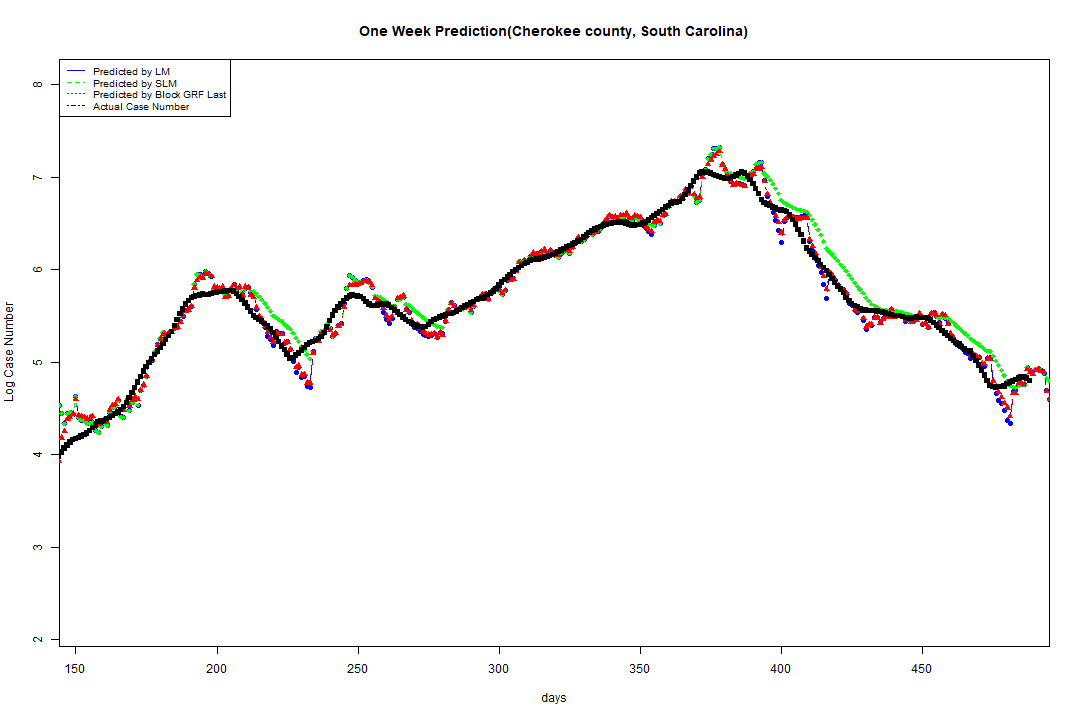 One Week Prediction(Cherokee county, South Carolina)
Predicted by LM
Predicted by SLM
Predicted by Block GRF Last
Actual Case Number
8
7
6
5
4
3
2
Log Case Number
150 200 250 300 350 400 450
days